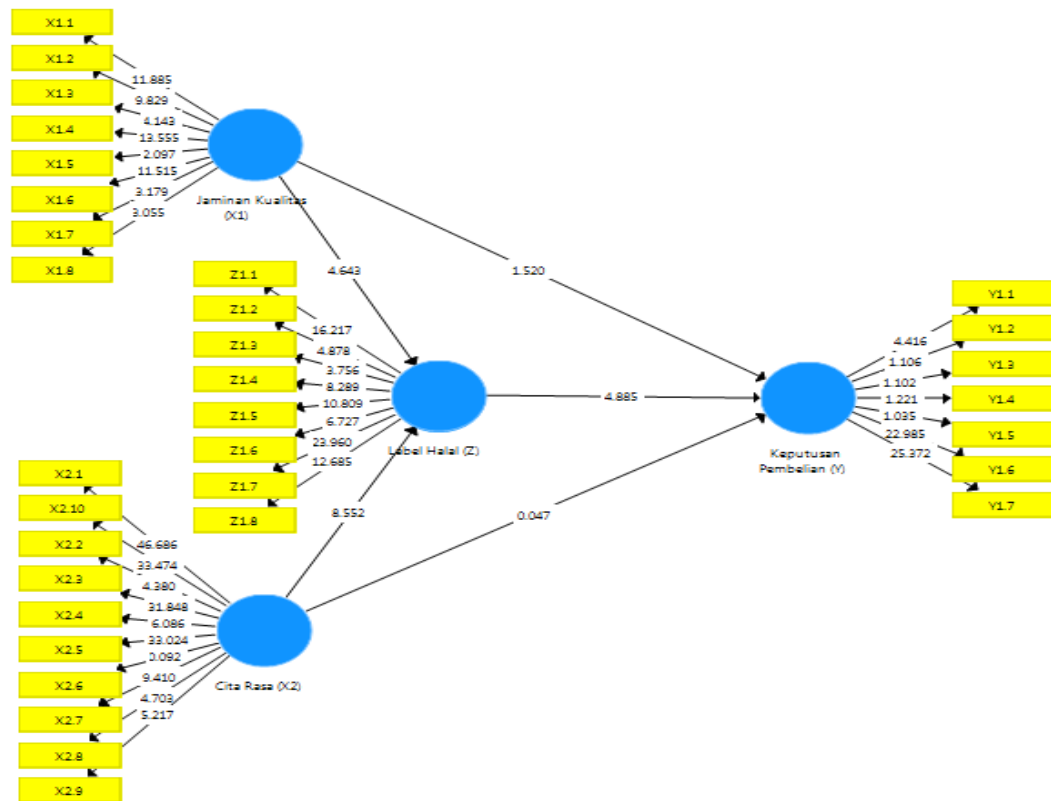 X1.1
X1.2
X1.3
X1.4
X1.5
X1.6
X1.7
X1.8
11.885
9.829
4.143
13.555
2.097
11.515
3.179
3.055
Jaminan Kualitas
(X1)
4.643
1.520
Z1.1
Z1.2
Z1.3
Z1.4
Z1.5
Z1.6
Z1.7
Z1.8
16.217
4.878
3.756
8.289
10.809
6.727
23.960
12.685
Label Halal (Z)
4.885
8.552
0.047
Y1.1
Y1.2
Y1.3
Y1.4
Y1.5
Y1.6
Y1.7
4.416
1.106
1.102
1.221
1.035
22.985
25.372
Keputusan
Pembelian (Y)
X2.1
X2.10
X2.2
X2.3
X2.4
X2.5
X2.6
X2.7
X2.8
X2.9
46.686
33.474
4.380
31.848
6.086
33.024
0.092
9.410
4.703
5.217
Cita Rasa (X2)